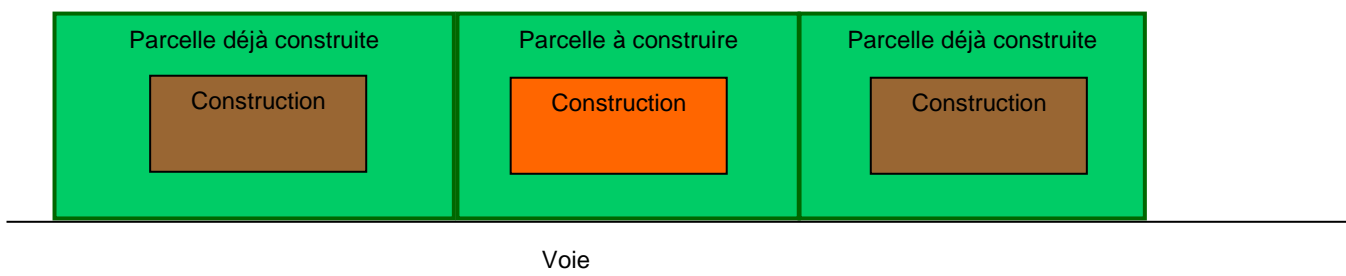 Parcelle déjà construite
Parcelle à construire
Parcelle déjà construite
Construction
Construction
Construction
Voie